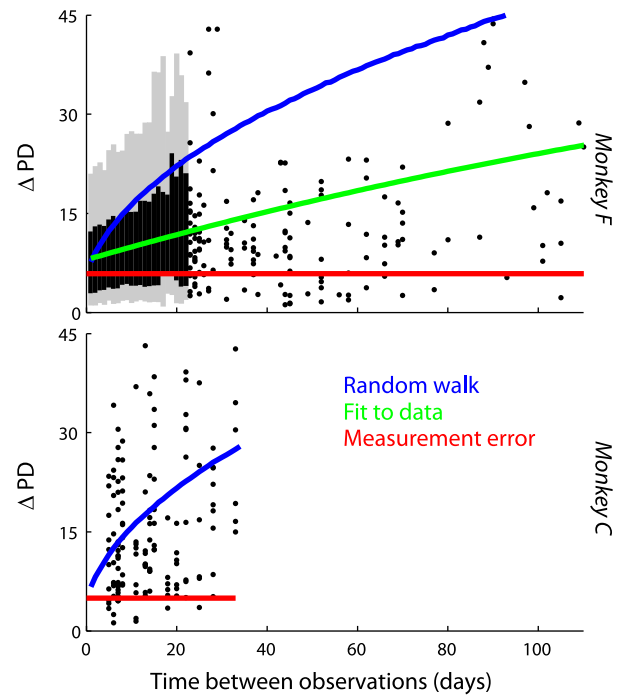 45
30
15
0
Δ PD
Monkey F
45
30
15
0
Δ PD
Random walk
Fit to data
Measurement error
Monkey C
0
20
40
60
80
100
Time between observations (days)